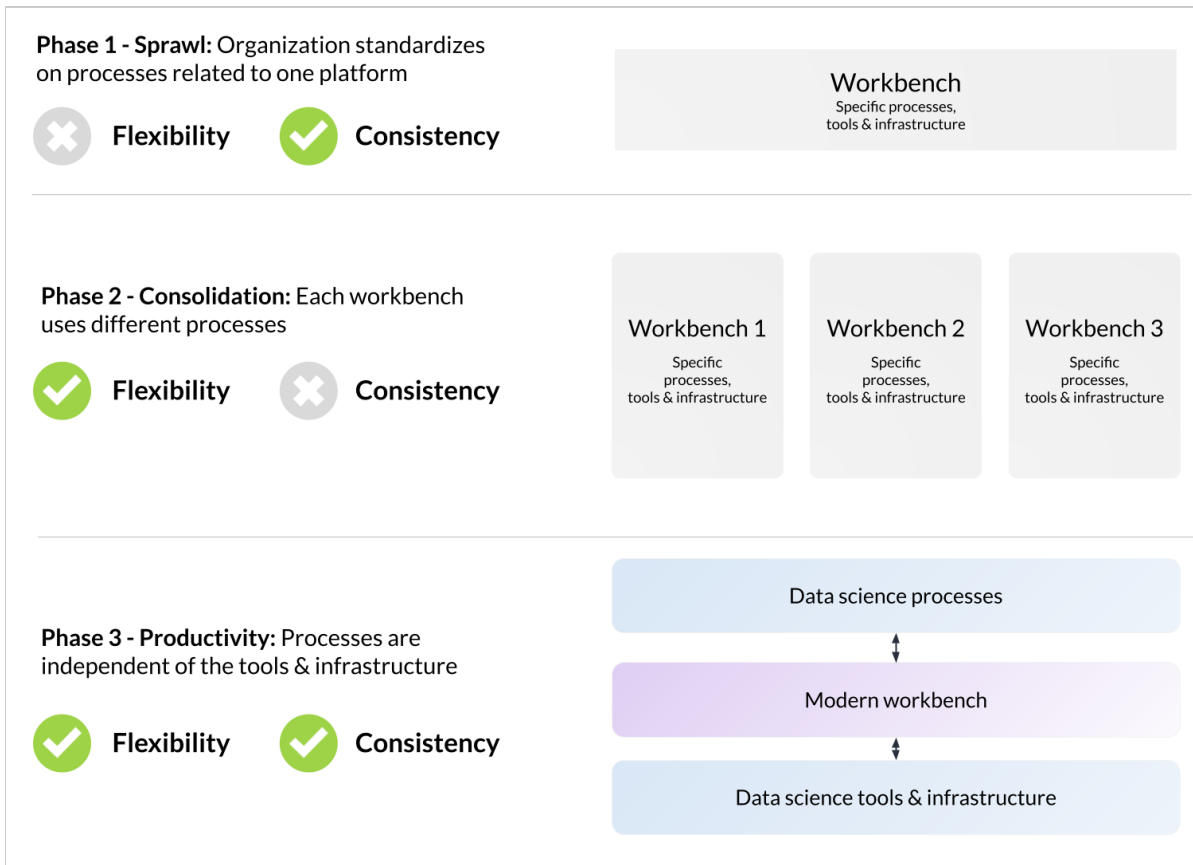 Phase 1 - Sprawl: Organization standardizes
on processes related to one platform
Flexibility
Consistency
Workbench
Specific processes,
tools & infrastructure
Phase 2 - Consolidation: Each workbench
uses different processes
Flexibility
Consistency
Workbench 1
Specific
processes,
tools & infrastructure
Workbench 2
Specific
processes,
tools & infrastructure
Workbench 3
Specific
processes,
tools & infrastructure
Phase 3 - Productivity: Processes are
independent of the tools & infrastructure
Flexibility
Consistency
Data science processes
Modern workbench
Data science tools & infrastructure